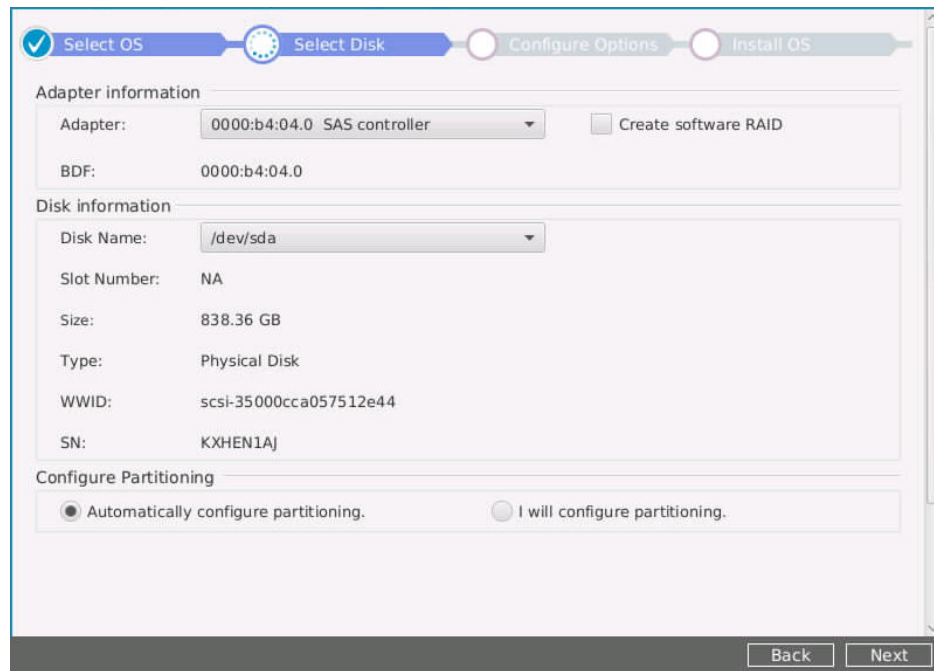 Select OS Select Disk Configure Options Install OS
Adapter information
Adapter: 0000:b4:04.0 SAS controller Create software RAID
BDF: 0000:b4:04.0
Disk information
Disk Name: /dev/sda
Slot Number: NA
Size: 838.36 GB
Type: Physical Disk
WWID: scsi-35000cca057512e44
SN: KXHEN1AJ
Configure Partitioning
Automatically configure partitioning. I will configure partitioning.
Back Next